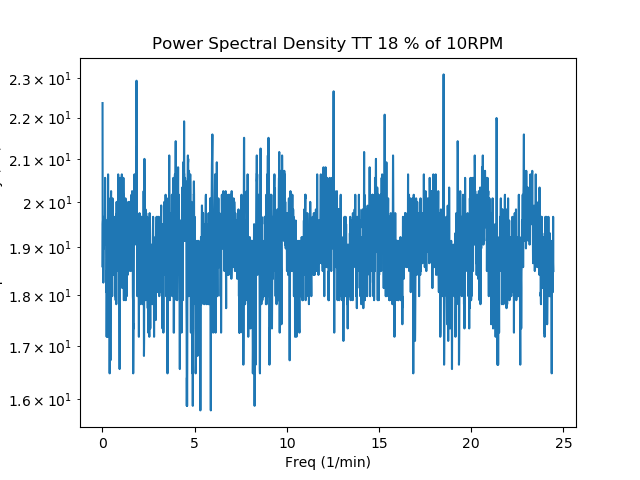 Power Spectral Density TT 18 % of 10RPM
2.3 × 10¹
2.2 × 10¹
2.1 × 10¹
2 × 10¹
1.9 × 10¹
1.8 × 10¹
1.7 × 10¹
1.6 × 10¹
0 5 10 15 20 25
Freq (1/min)